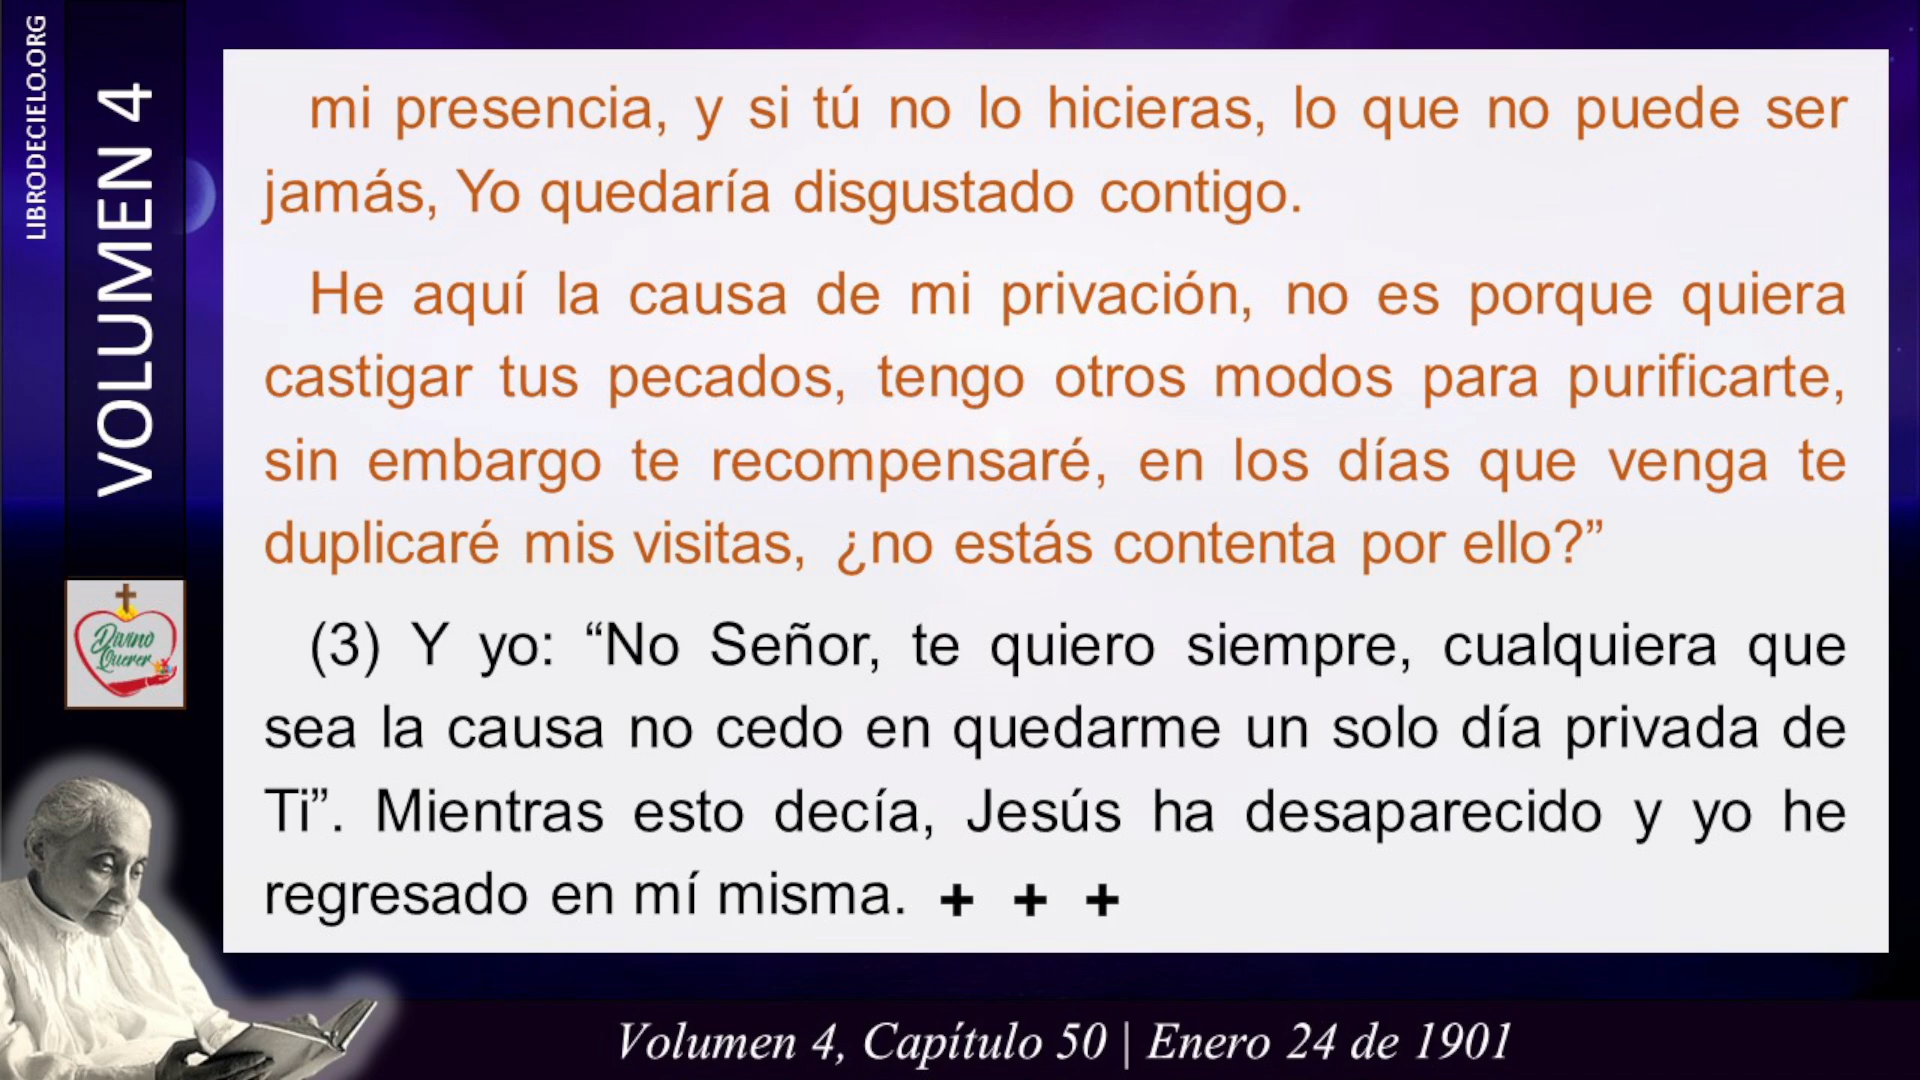 LIBRODECIELO.ORG
VOLUMEN 4
Divino
Querer
mi presencia, y si tú no lo hicieras, lo que no puede ser
jamás, Yo quedaría disgustado contigo.
He aquí la causa de mi privación, no es porque quiera
castigar tus pecados, tengo otros modos para purificarte,
sin embargo te recompensaré, en los días que venga te
duplicaré mis visitas, ¿no estás contenta por ello?”
(3) Y yo: “No Señor, te quiero siempre, cualquiera que
sea la causa no cedo en quedarme un solo día privada de
Ti”. Mientras esto decía, Jesús ha desaparecido y yo he
regresado en mí misma. + + +
Volumen 4, Capítulo 50 | Enero 24 de 1901